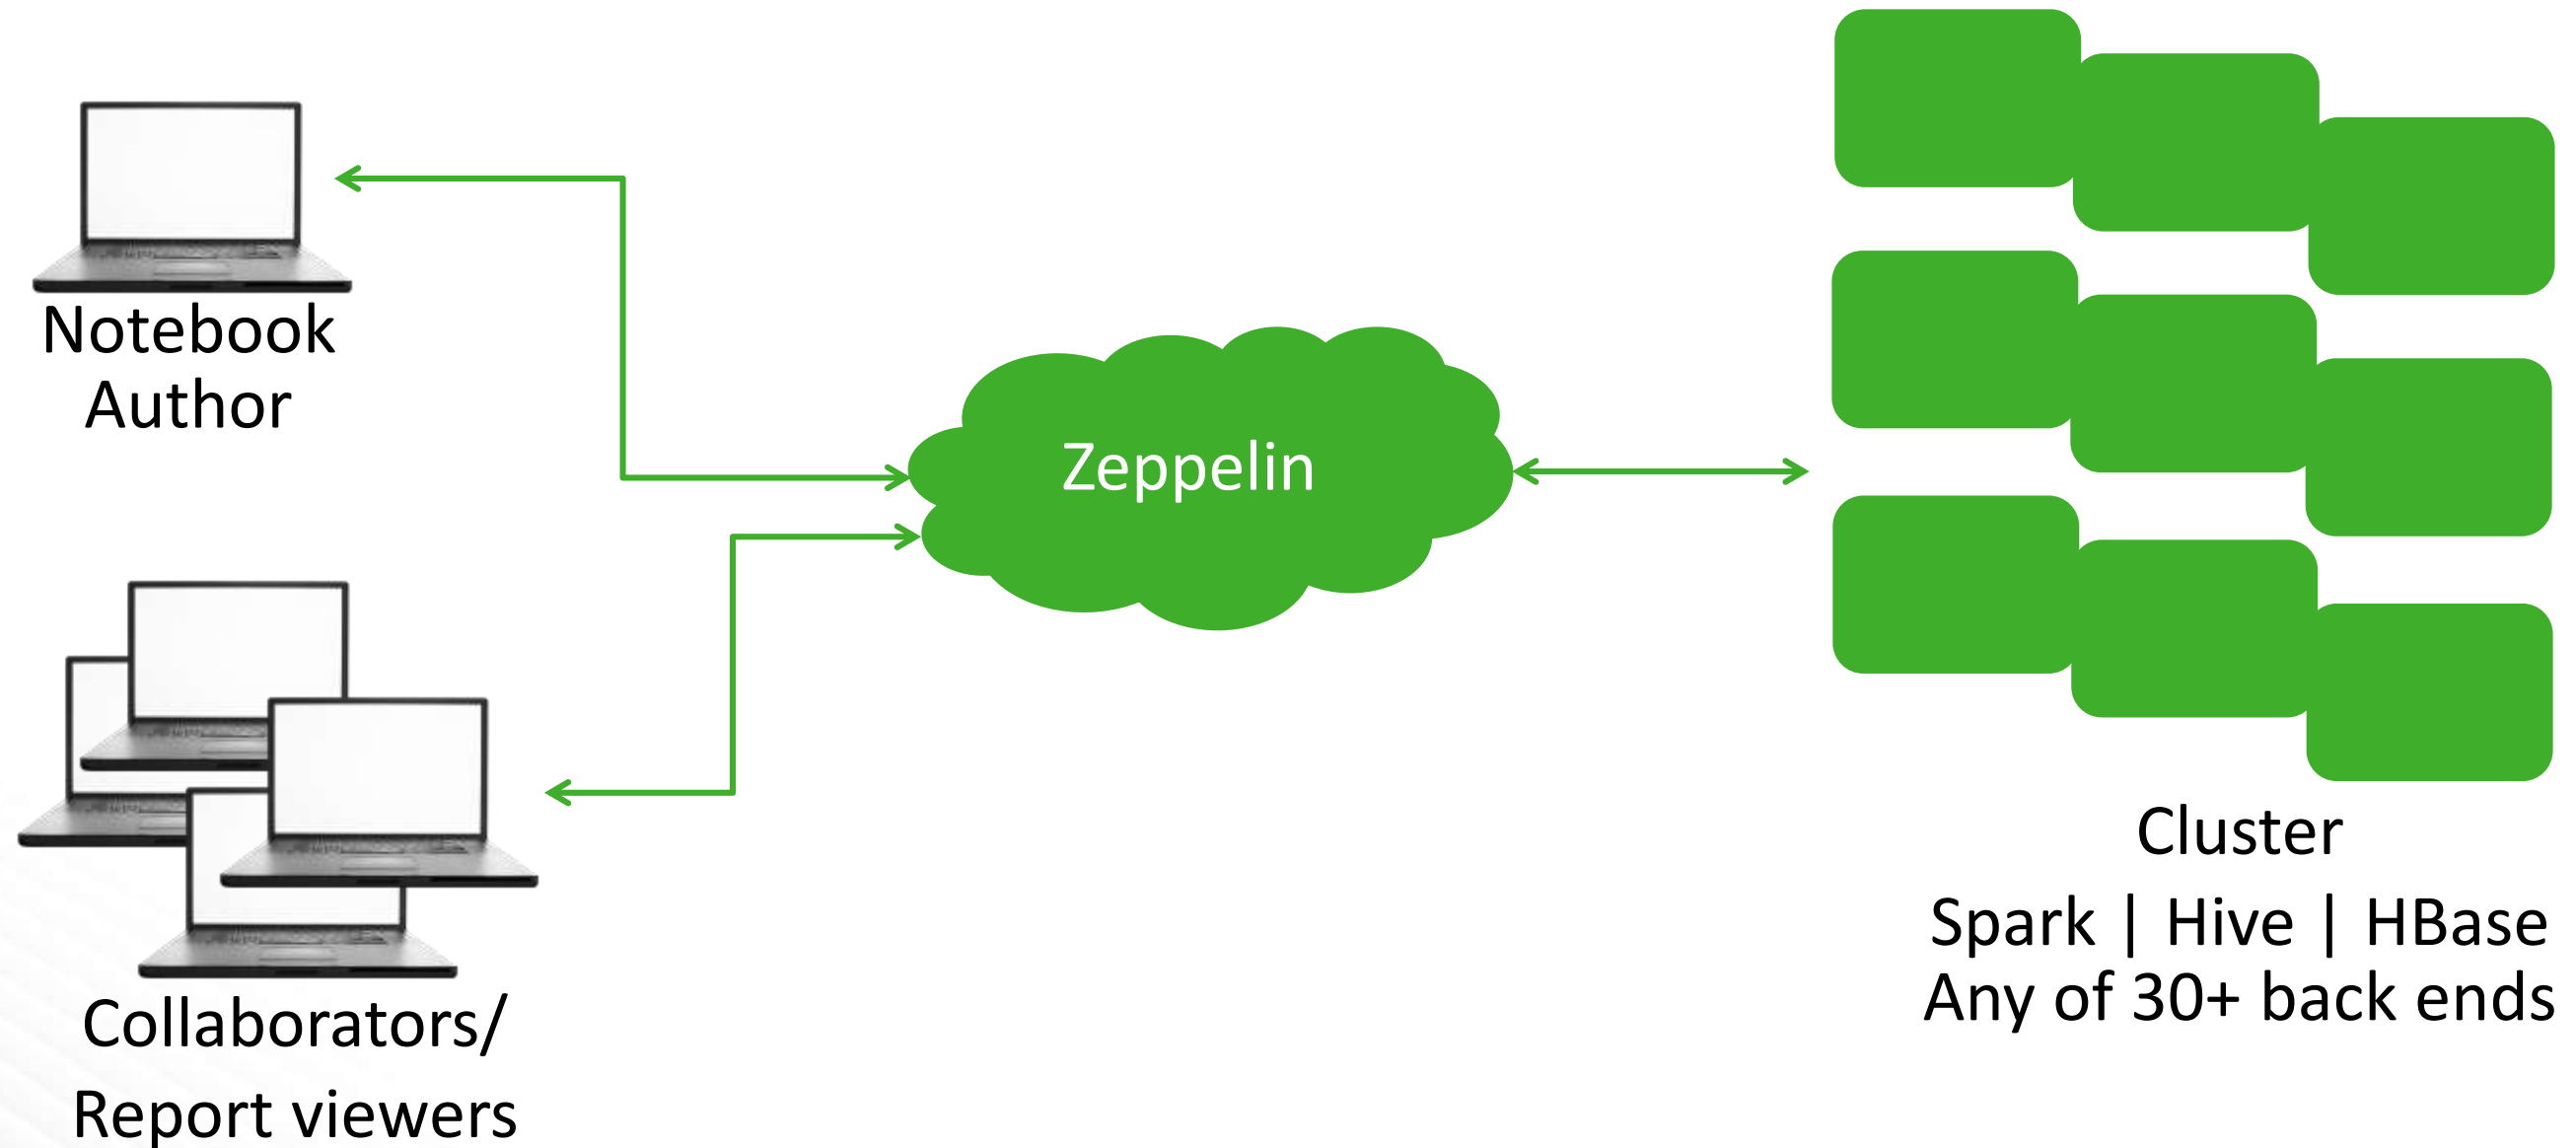 Notebook
Author
Zeppelin
Collaborators/
Report viewers
Cluster
Spark | Hive | HBase
Any of 30+ back ends